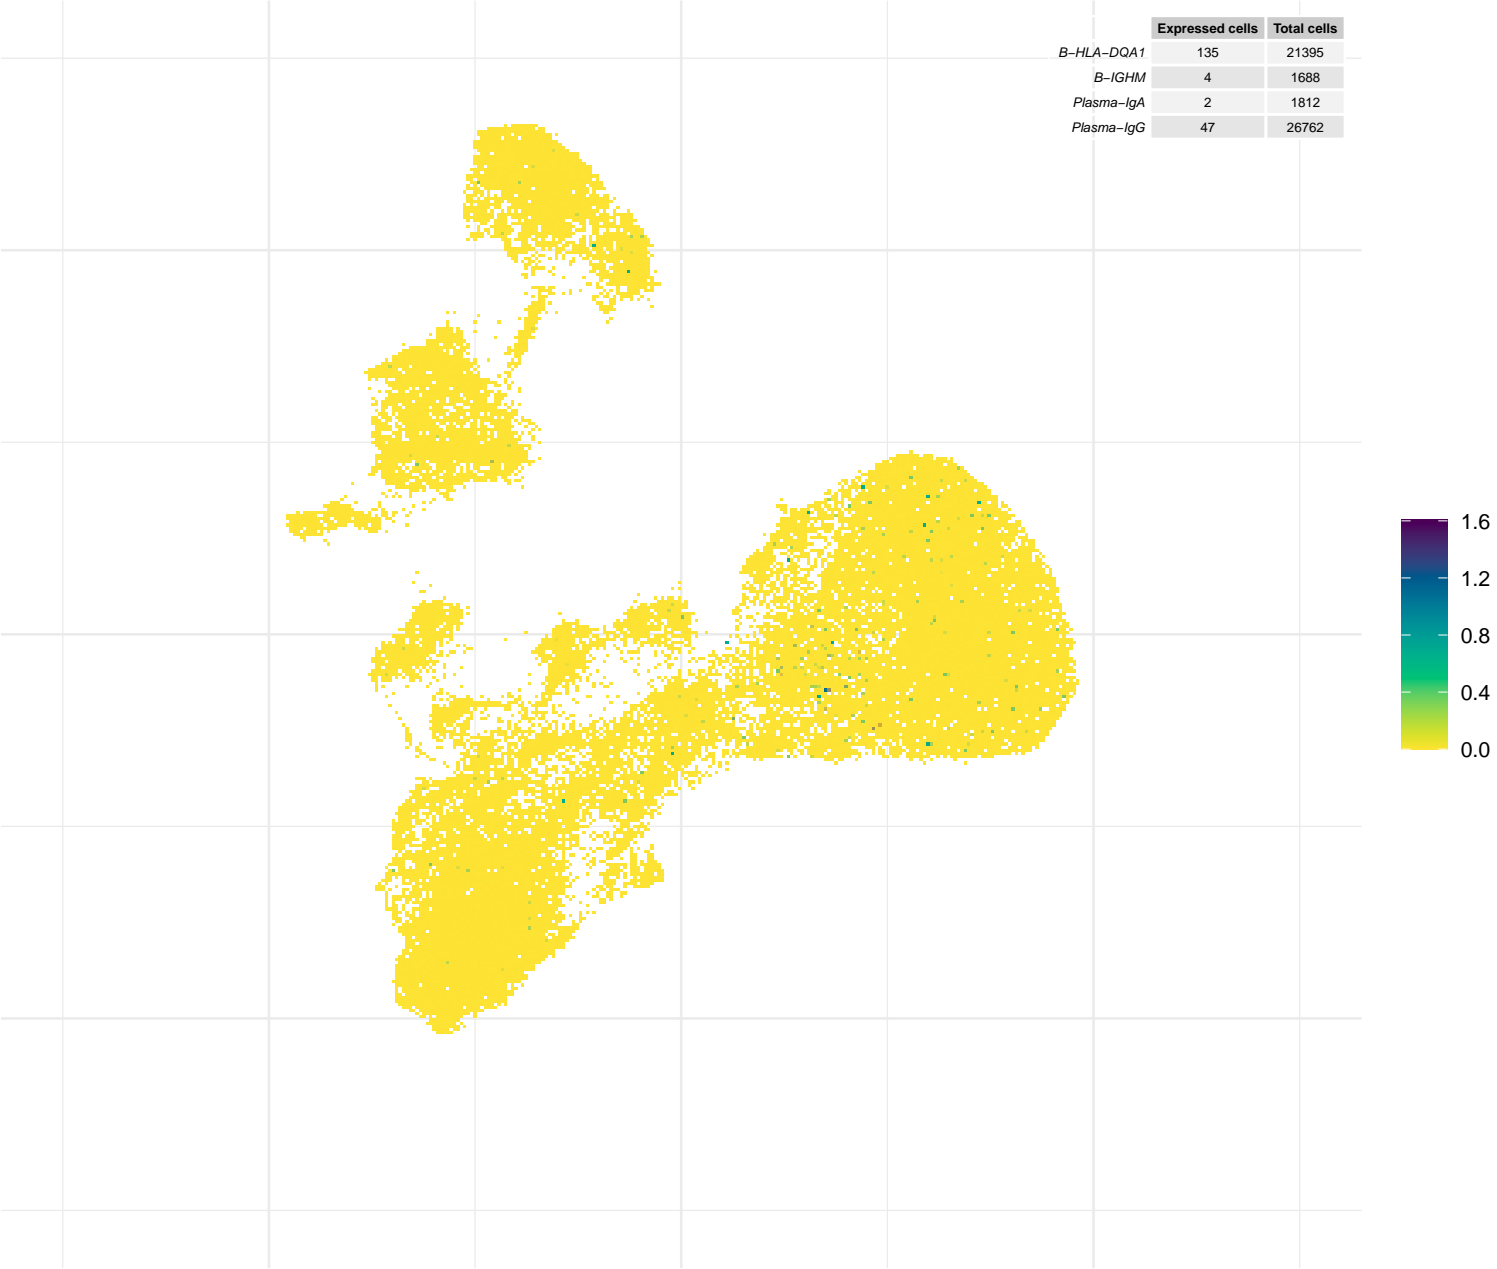 Expressed cells Total cells
B−HLA−DQA1 135 21395
B−IGHM 4 1688
Plasma−IgA 2 1812
Plasma−IgG 47 26762
1.6
1.2
0.8
0.4
0.0